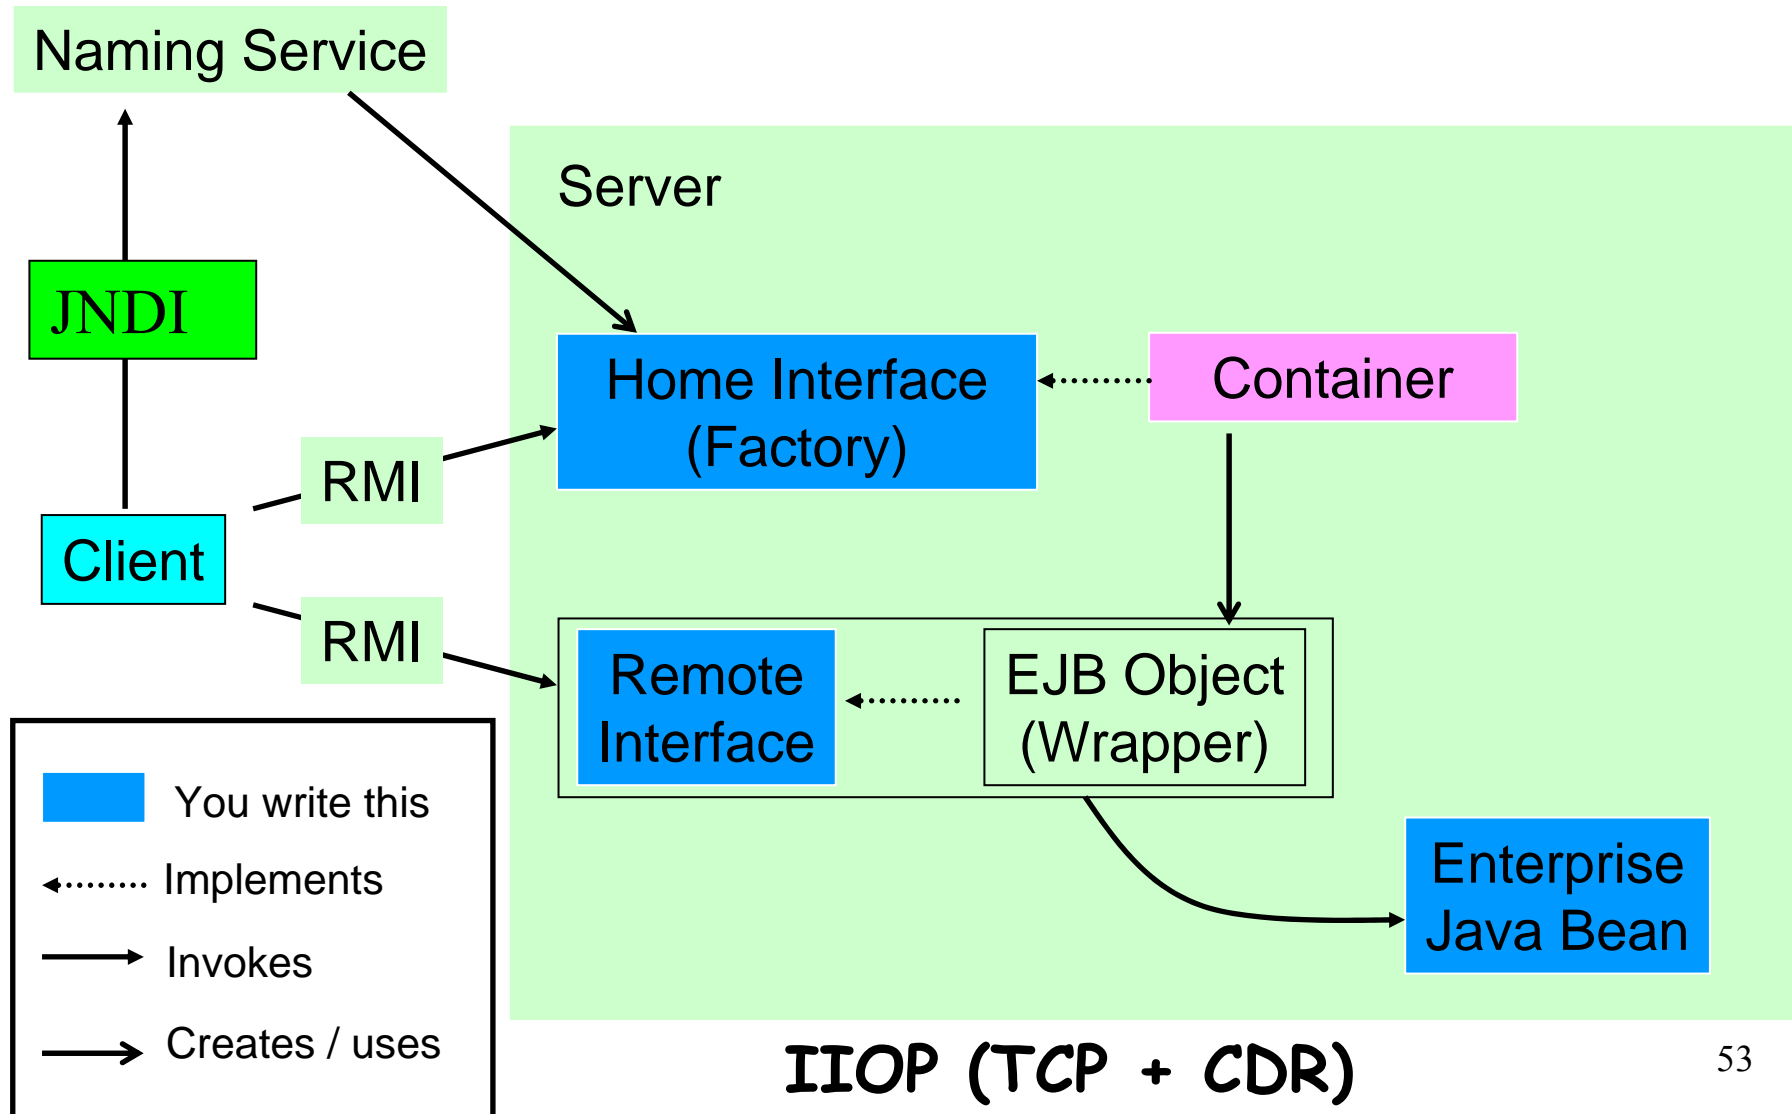 Naming Service
Server
JNDI
Home Interface
(Factory)
Container
RMI
Client
RMI
Remote
Interface
EJB Object
(Wrapper)
You write this
Implements
Invokes
Creates / uses
Enterprise
Java Bean
IIOP (TCP + CDR)
53